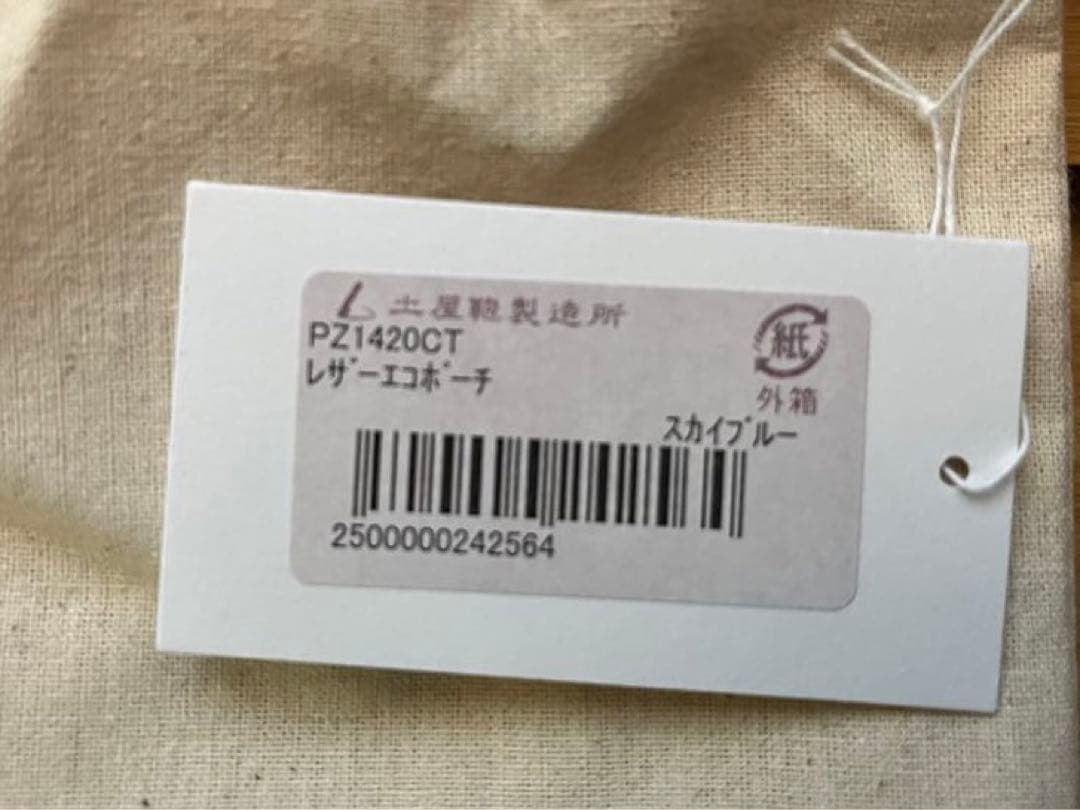 土屋鞄製造所
PZ1420CT
レザーエコポーチ
紙
外箱
スカイブルー
2500000242564